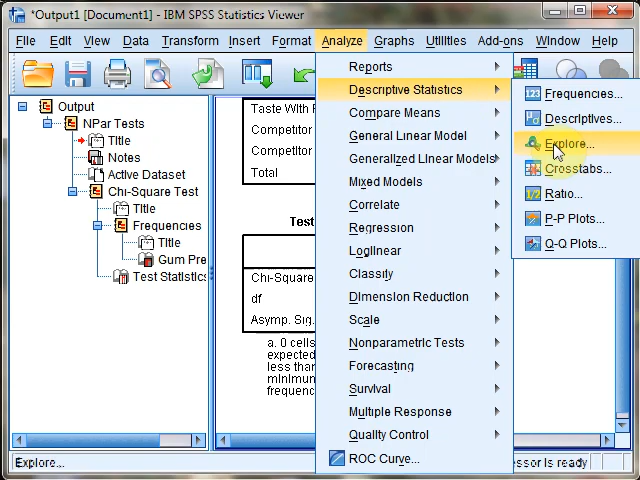 *Output1 [Document1] - IBM SPSS Statistics Viewer
File Edit View Data Transform Insert Format Analyze Graphs Utilities Add-ons Window Help
Output
NPar Tests
Title
Notes
Active Dataset
Chi-Square Test
Title
Frequencies
Title
Gum Pre
Test Statistics
Taste With F
Competitor
Competitor
Total
Test
Chi-Square
df
Asymp. Sig.
a. 0 cells
expected
less than
minimum
frequenc
Reports
Descriptive Statistics
Compare Means
General Linear Model
Generalized Linear Models
Mixed Models
Correlate
Regression
Loglinear
Classify
Dimension Reduction
Scale
Nonparametric Tests
Forecasting
Survival
Multiple Response
Quality Control
ROC Curve...
Frequencies...
Descriptives...
Explore...
Crosstabs...
Ratio...
P-P Plots...
Q-Q Plots...
Explore...
essor is ready